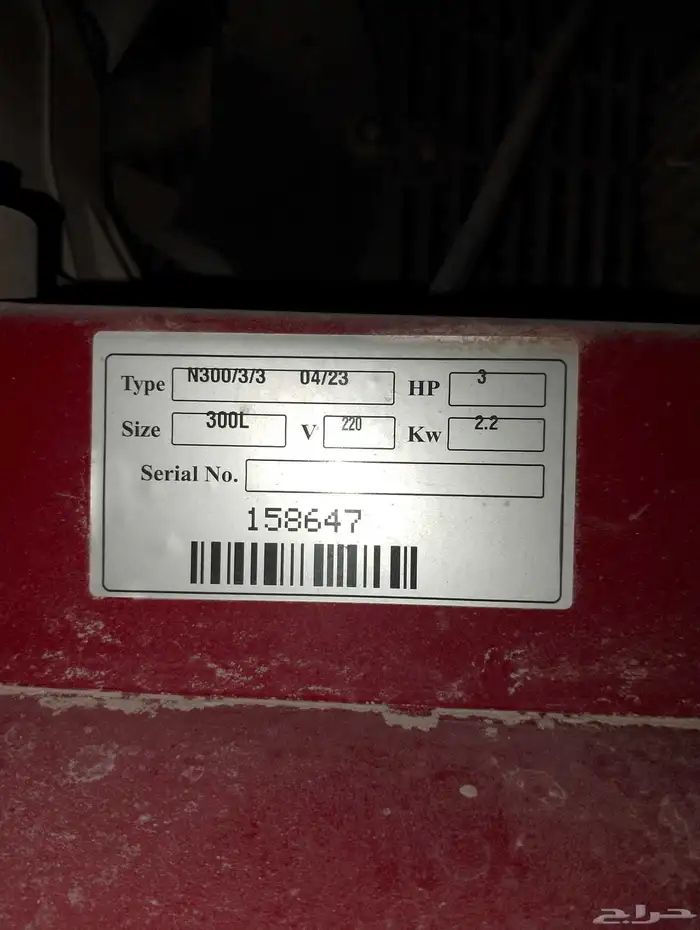 Type N300/3/3 04/23 HP 3
Size 300L V 220 Kw 2.2
Serial No.
158647
حراج